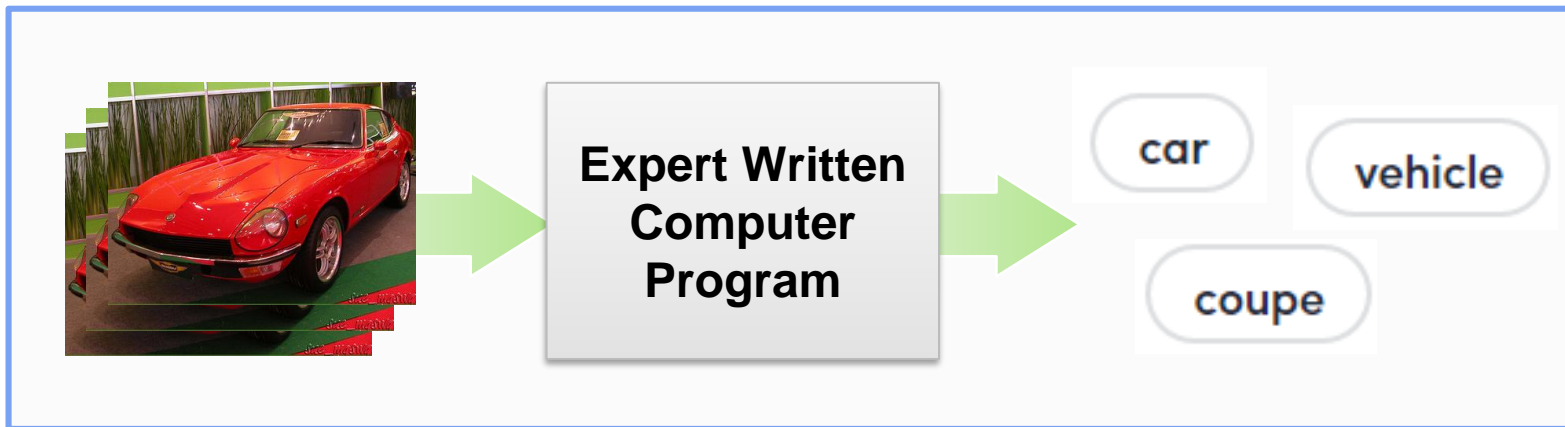 Expert Written
Computer
Program
car
vehicle
coupe